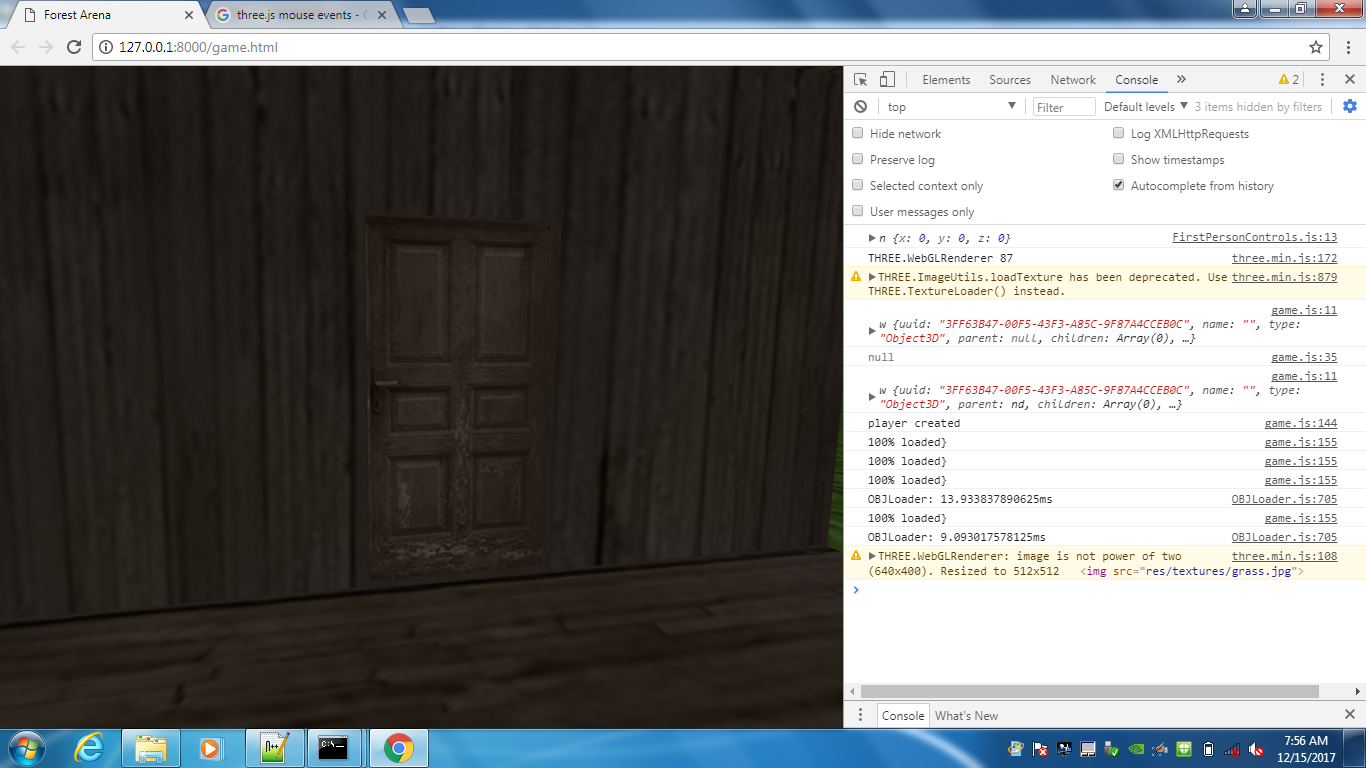 Forest Arena
three.js mouse events - G
127.0.0.1:8000/game.html
Elements Sources Network Console » 2
top Filter Default levels 3 items hidden by filters
Hide network Log XMLHttpRequests
Preserve log Show timestamps
Selected context only Autocomplete from history
User messages only
n {x: 0, y: 0, z: 0} FirstPersonControls.js:13
THREE.WebGLRenderer 87 three.min.js:172
THREE.ImageUtils.loadTexture has been deprecated. Use three.min.js:879
THREE.TextureLoader() instead.
game.js:11
w {uuid: "3FF63B47-00F5-43F3-A85C-9F87A4CCEB0C", name: "", type:
"Object3D", parent: null, children: Array(0), …}
null game.js:35
game.js:11
w {uuid: "3FF63B47-00F5-43F3-A85C-9F87A4CCEB0C", name: "", type:
"Object3D", parent: nd, children: Array(0), …}
player created game.js:144
100% loaded} game.js:155
100% loaded} game.js:155
100% loaded} game.js:155
OBJLoader: 13.933837890625ms OBJLoader.js:705
100% loaded} game.js:155
OBJLoader: 9.093017578125ms OBJLoader.js:705
THREE.WebGLRenderer: image is not power of two three.min.js:108
(640x400). Resized to 512x512 <img src="res/textures/grass.jpg">
Console What's New
7:56 AM
12/15/2017